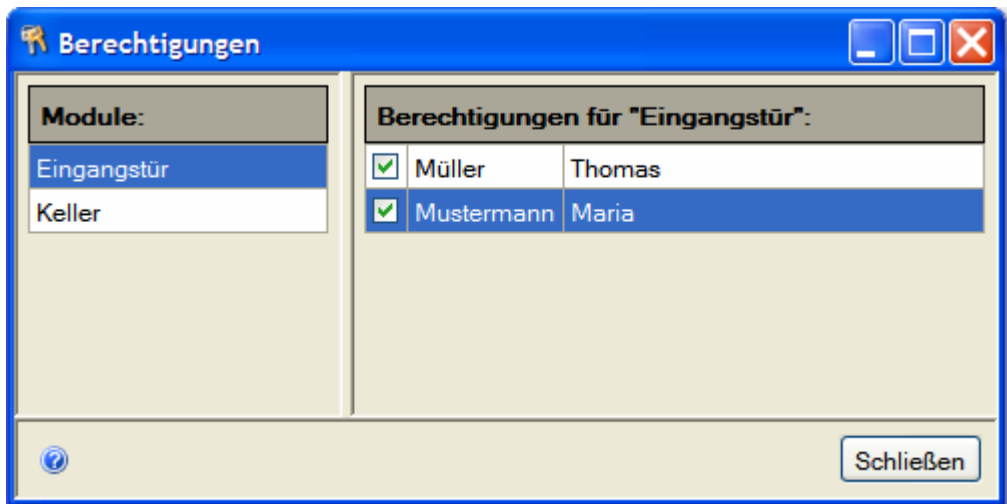 Berechtigungen
Module:
Eingangstür
Keller
Berechtigungen für "Eingangstür":
Müller Thomas
Mustermann Maria
Schließen